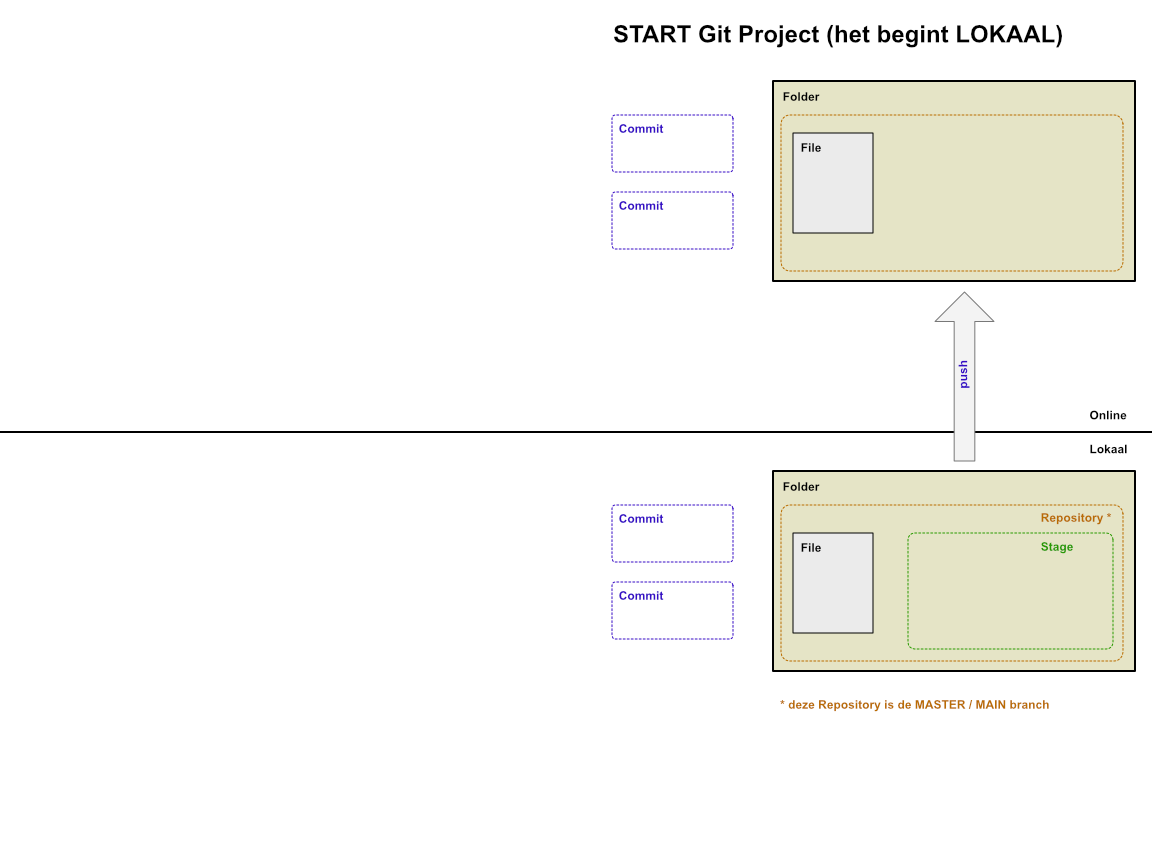 START Git Project (het begint LOKAAL)
Folder
Commit
File
Commit
push
Online
Lokaal
Folder
Commit
Repository *
File
Stage
Commit
* deze Repository is de MASTER / MAIN branch